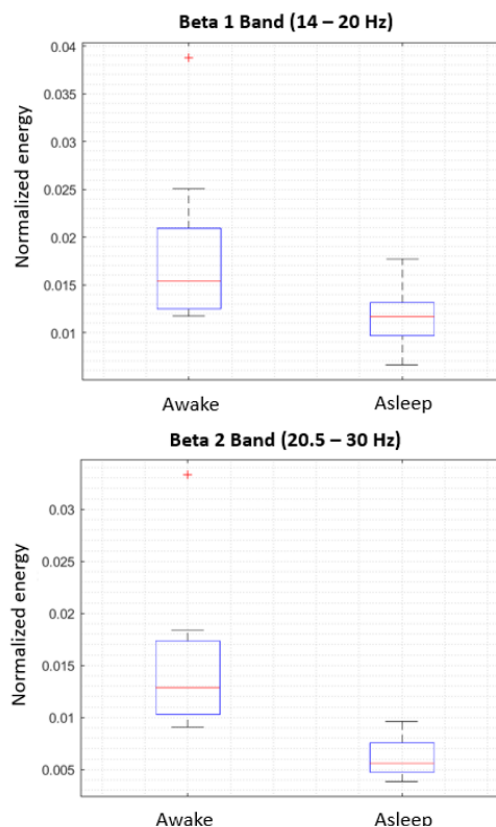 Beta 1 Band (14 – 20 Hz)
0.04
0.035
0.03
0.025
0.02
0.015
0.01
Normalized energy
Awake Asleep
Beta 2 Band (20.5 – 30 Hz)
0.03
0.025
0.02
0.015
0.01
0.005
Normalized energy
Awake Asleep